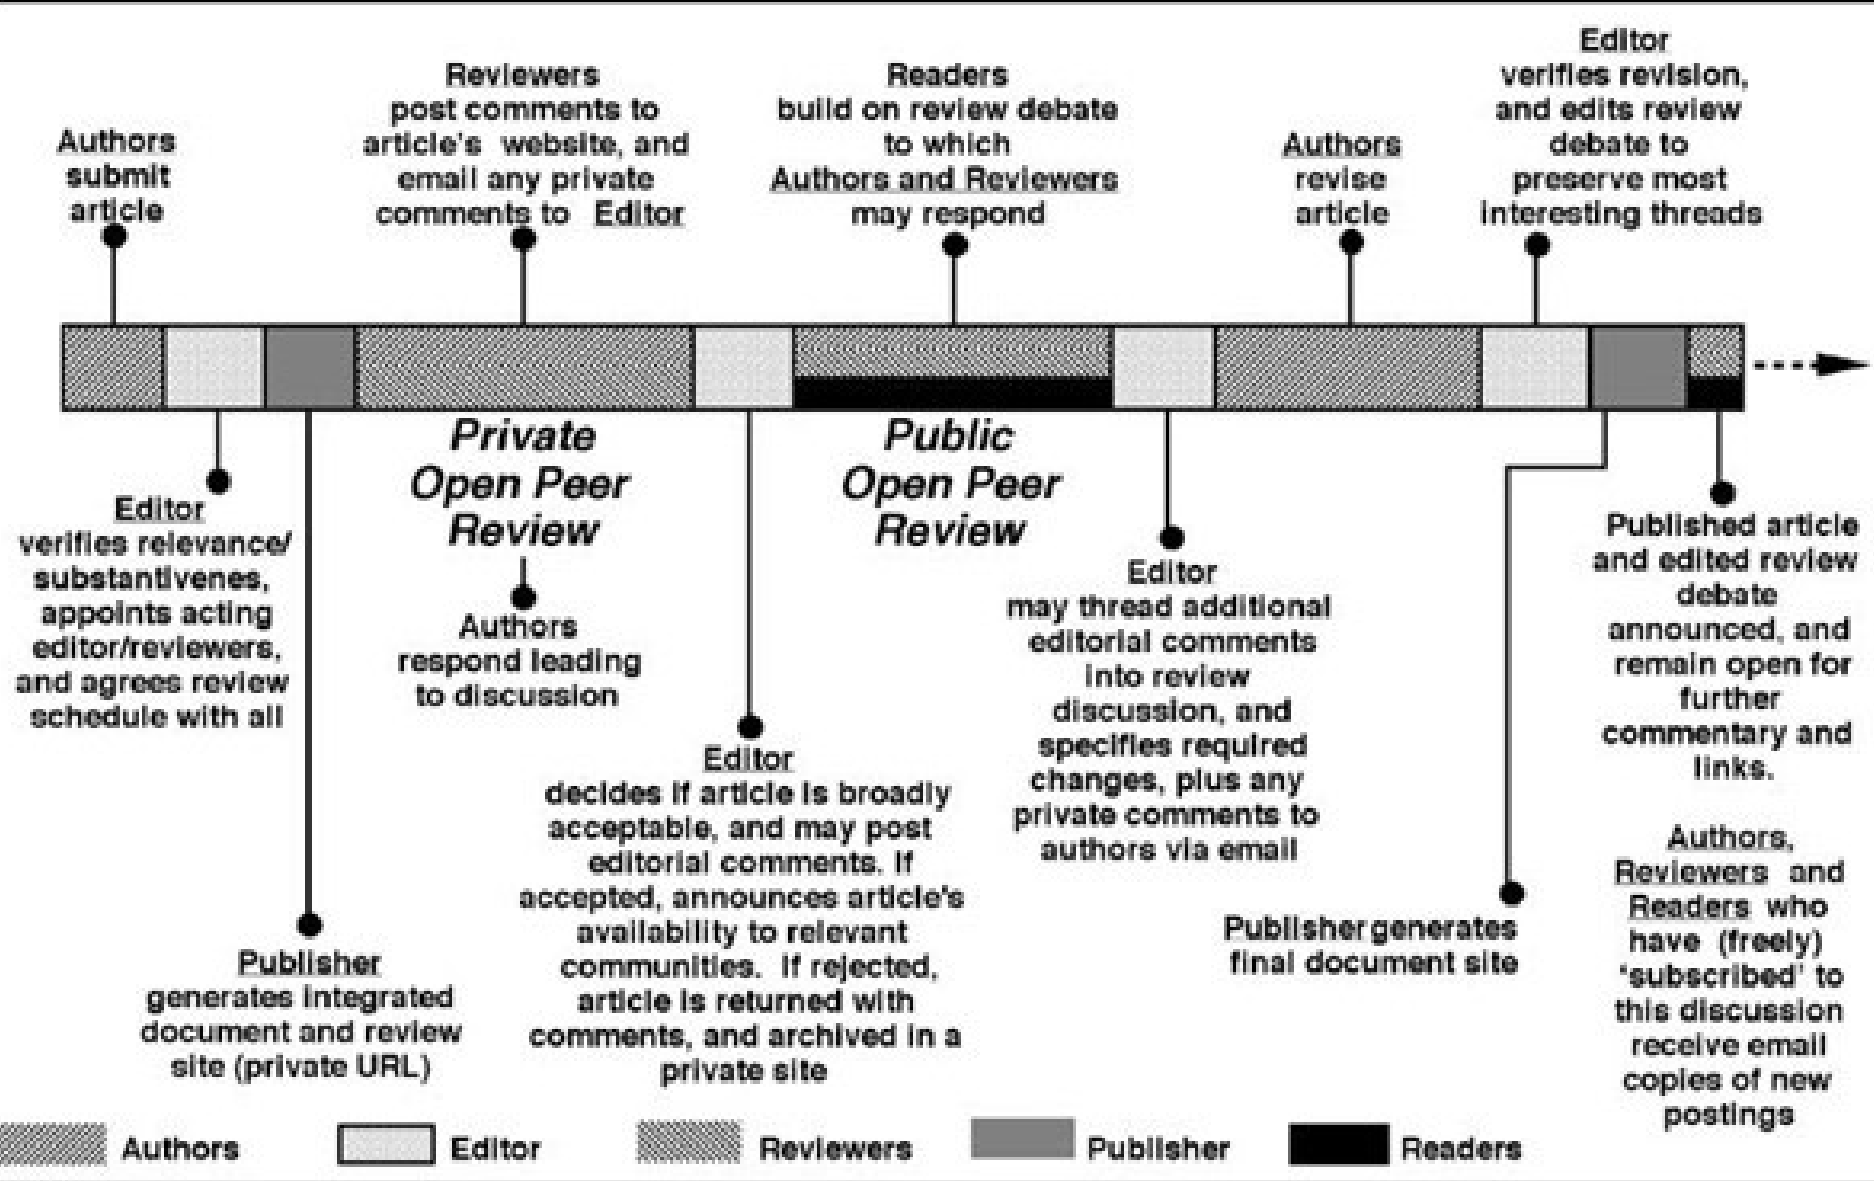 Authors
submit
article
Reviewers
post comments to
article's website, and
email any private
comments to Editor
Readers
build on review debate
to which
Authors and Reviewers
may respond
Authors
revise
article
Editor
verifies revision,
and edits review
debate to
preserve most
interesting threads
Private
Open Peer
Review
Public
Open Peer
Review
Editor
verifies relevance/
substantivenes,
appoints acting
editor/reviewers,
and agrees review
schedule with all
Publisher
generates integrated
document and review
site (private URL)
Authors
respond leading
to discussion
Editor
decides if article is broadly
acceptable, and may post
editorial comments. If
accepted, announces article's
availability to relevant
communities. If rejected,
article is returned with
comments, and archived in a
private site
Editor
may thread additional
editorial comments
into review
discussion, and
specifies required
changes, plus any
private comments to
authors via email
Publisher generates
final document site
Published article
and edited review
debate
announced, and
remain open for
further
commentary and
links.
Authors,
Reviewers and
Readers who
have (freely)
'subscribed' to
this discussion
receive email
copies of new
postings
Authors
Editor
Reviewers
Publisher
Readers